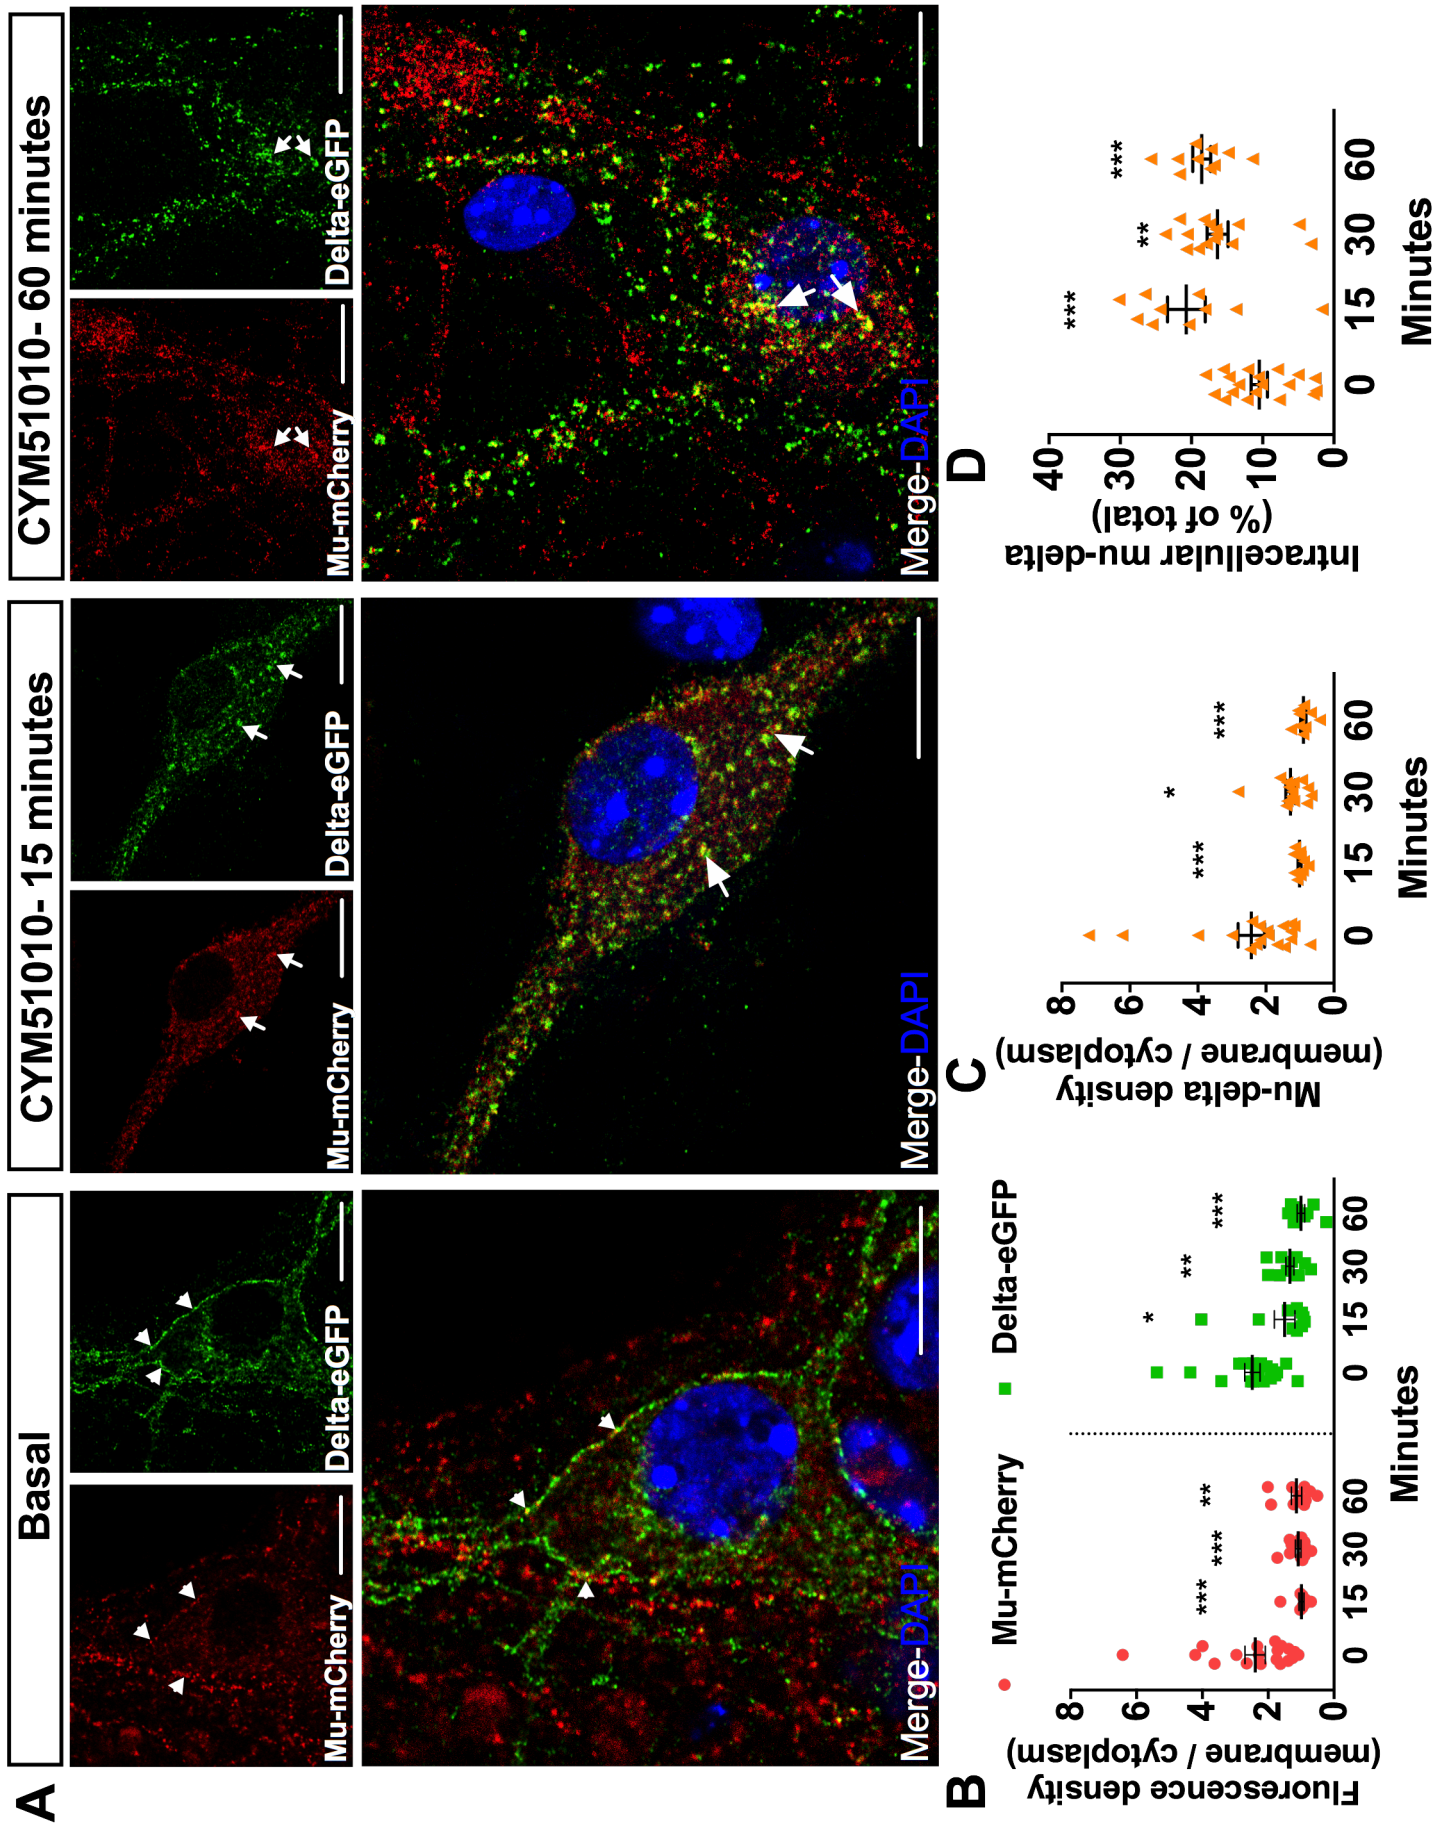 A
Basal
CYM51010- 15 minutes
CYM51010- 60 minutes
Mu-mCherry
Delta-eGFP
Mu-mCherry
Delta-eGFP
Mu-mCherry
Delta-eGFP
Merge-DAPI
Merge-DAPI
Merge-DAPI
B
Mu-mCherry
Delta-eGFP
Fluorescence density
(membrane / cytoplasm)
8
6
4
2
0
***
***
**
*
**
***
0 15 30 60 0 15 30 60
Minutes
C
Mu-delta density
(membrane / cytoplasm)
8
6
4
2
0
***
*
***
0 15 30 60
Minutes
D
Intracellular mu-delta
(% of total)
40
30
20
10
0
***
**
***
0 15 30 60
Minutes